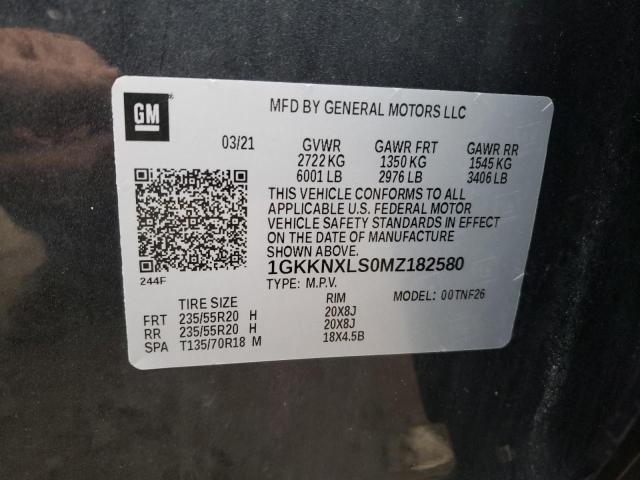 GM
MFD BY GENERAL MOTORS LLC
03/21 GVWR GAWR FRT GAWR RR
2722 KG 1350 KG 1545 KG
6001 LB 2976 LB 3406 LB
THIS VEHICLE CONFORMS TO ALL
APPLICABLE U.S. FEDERAL MOTOR
VEHICLE SAFETY STANDARDS IN EFFECT
ON THE DATE OF MANUFACTURE
SHOWN ABOVE.
1GKKNXLS0MZ182580
244F
TYPE: M.P.V. MODEL: 00TNF26
TIRE SIZE RIM
FRT 235/55R20 H 20X8J
RR 235/55R20 H 20X8J
SPA T135/70R18 M 18X4.5B